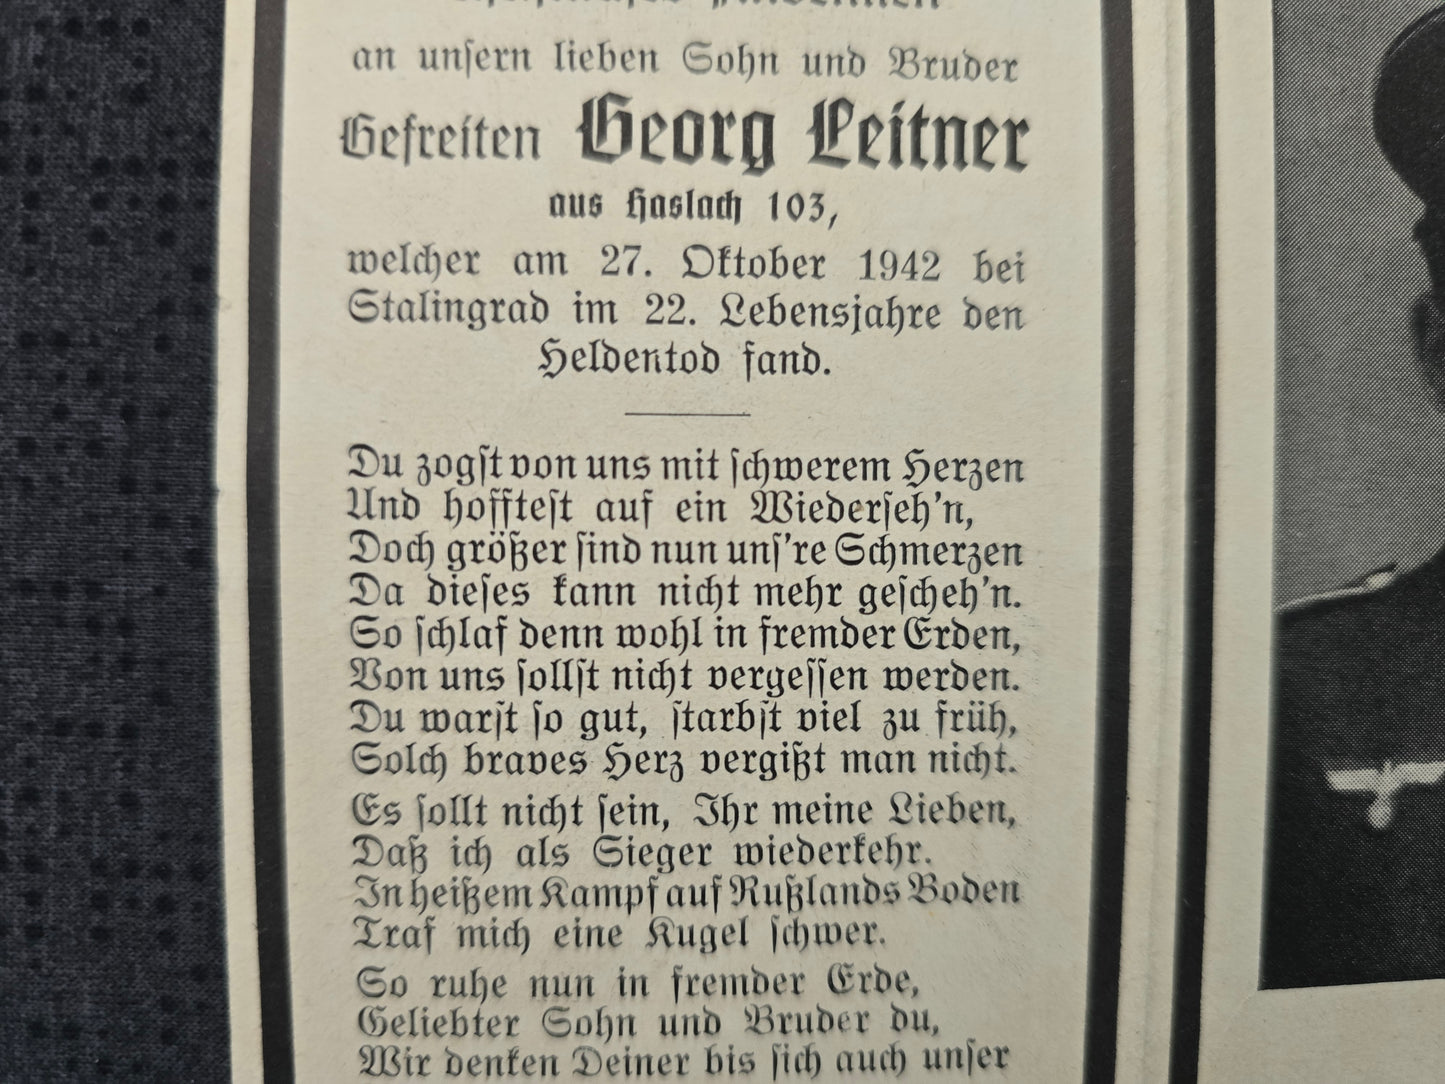 an unsern lieben Sohn und Bruder
Gefreiten Georg Leitner
aus Haslach 103,
welcher am 27. Oktober 1942 bei
Stalingrad im 22. Lebensjahre den
Heldentod fand.
Du zogst von uns mit schwerem Herzen
Und hofftest auf ein Wiederseh'n,
Doch größer sind nun uns're Schmerzen
Da dieses kann nicht mehr gescheh'n.
So schlaf denn wohl in fremder Erden,
Von uns sollst nicht vergessen werden.
Du warst so gut, starbst viel zu früh,
Solch braves Herz vergißt man nicht.
Es sollt nicht sein, Ihr meine Lieben,
Daß ich als Sieger wiederkehr.
In heißem Kampf auf Rußlands Boden
Traf mich eine Kugel schwer.
So ruhe nun in fremder Erde,
Geliebter Sohn und Bruder du,
Wir denken Deiner bis sich auch unser